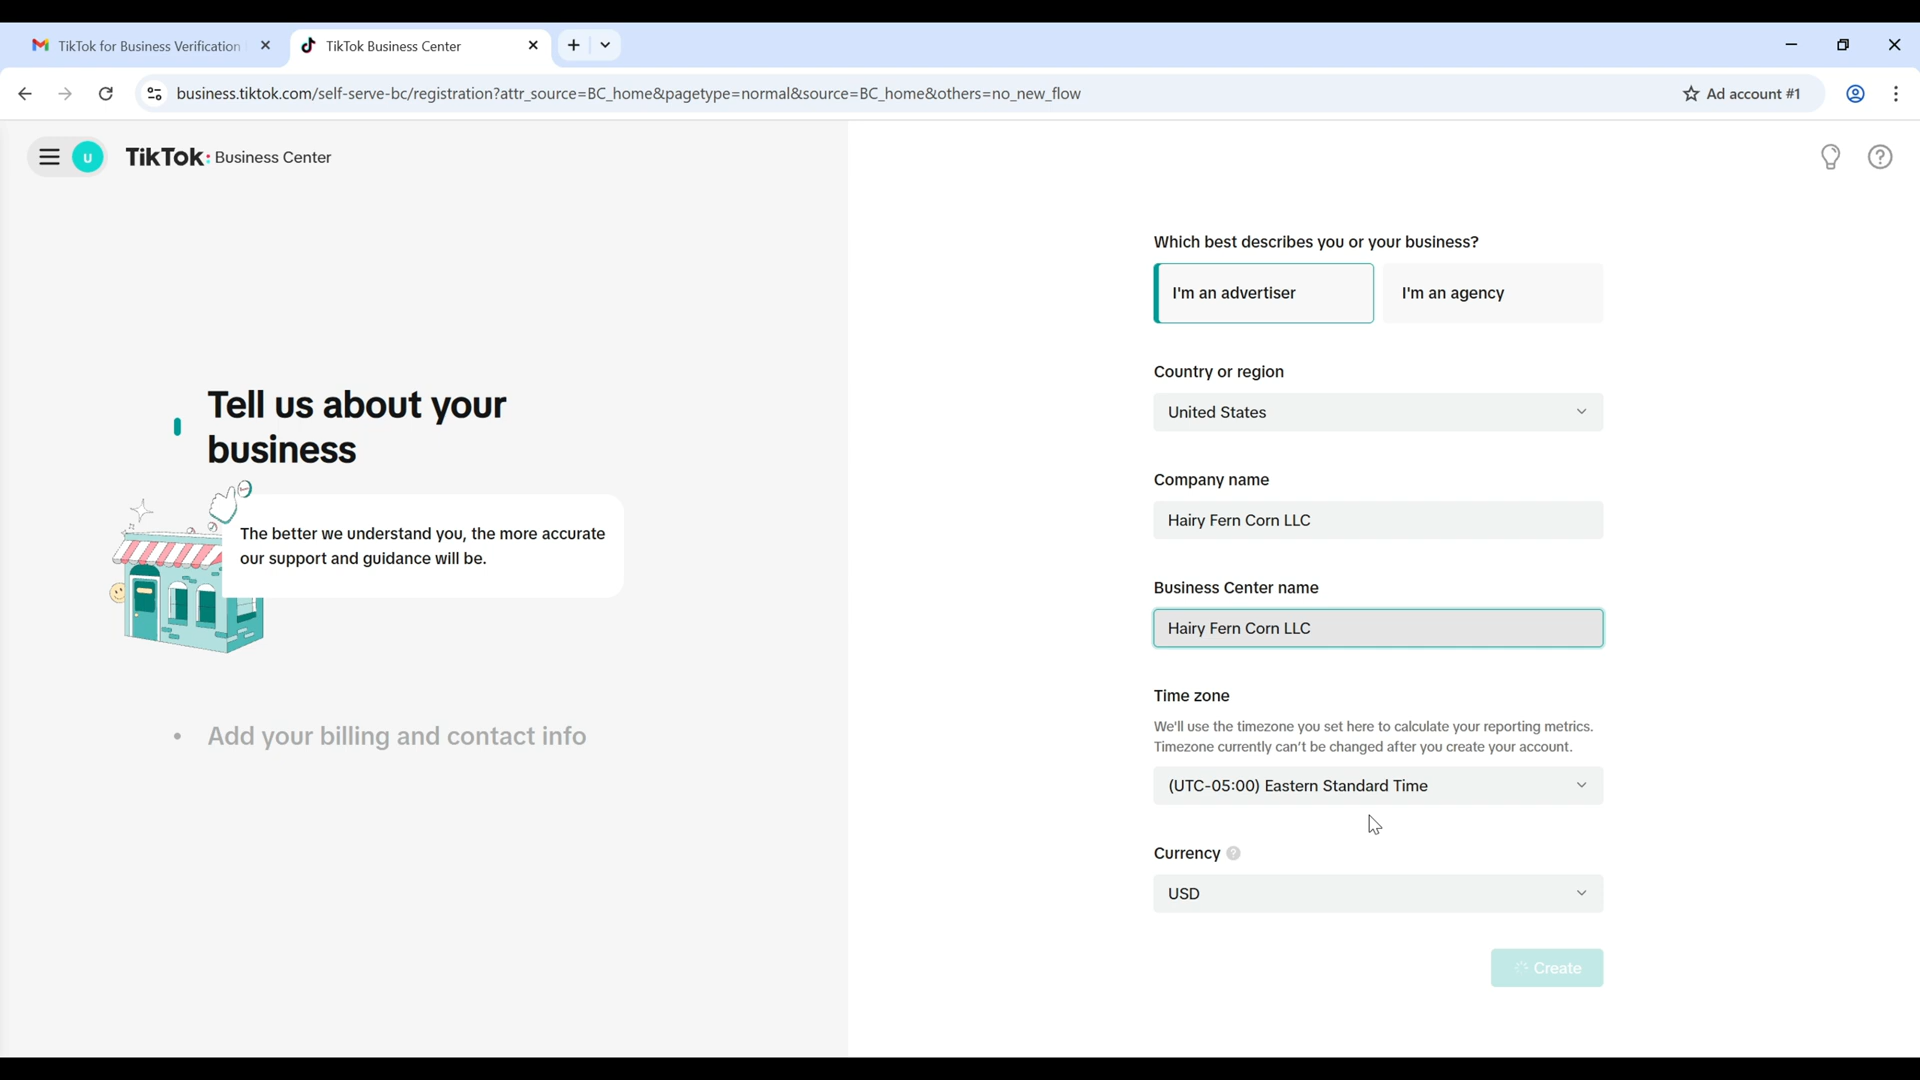 TikTok for Business Verification
TikTok Business Center
business.tiktok.com/self-serve-bc/registration?attr_source=BC_home&pagetype=normal&source=BC_home&others=no_new_flow
Ad account #1
U
TikTok: Business Center
Which best describes you or your business?
I'm an advertiser
I'm an agency
Country or region
United States
Tell us about your
business
Company name
Hairy Fern Corn LLC
The better we understand you, the more accurate
our support and guidance will be.
Business Center name
Hairy Fern Corn LLC
Time zone
We'll use the timezone you set here to calculate your reporting metrics.
Timezone currently can't be changed after you create your account.
Add your billing and contact info
(UTC-05:00) Eastern Standard Time
Currency
USD
Create